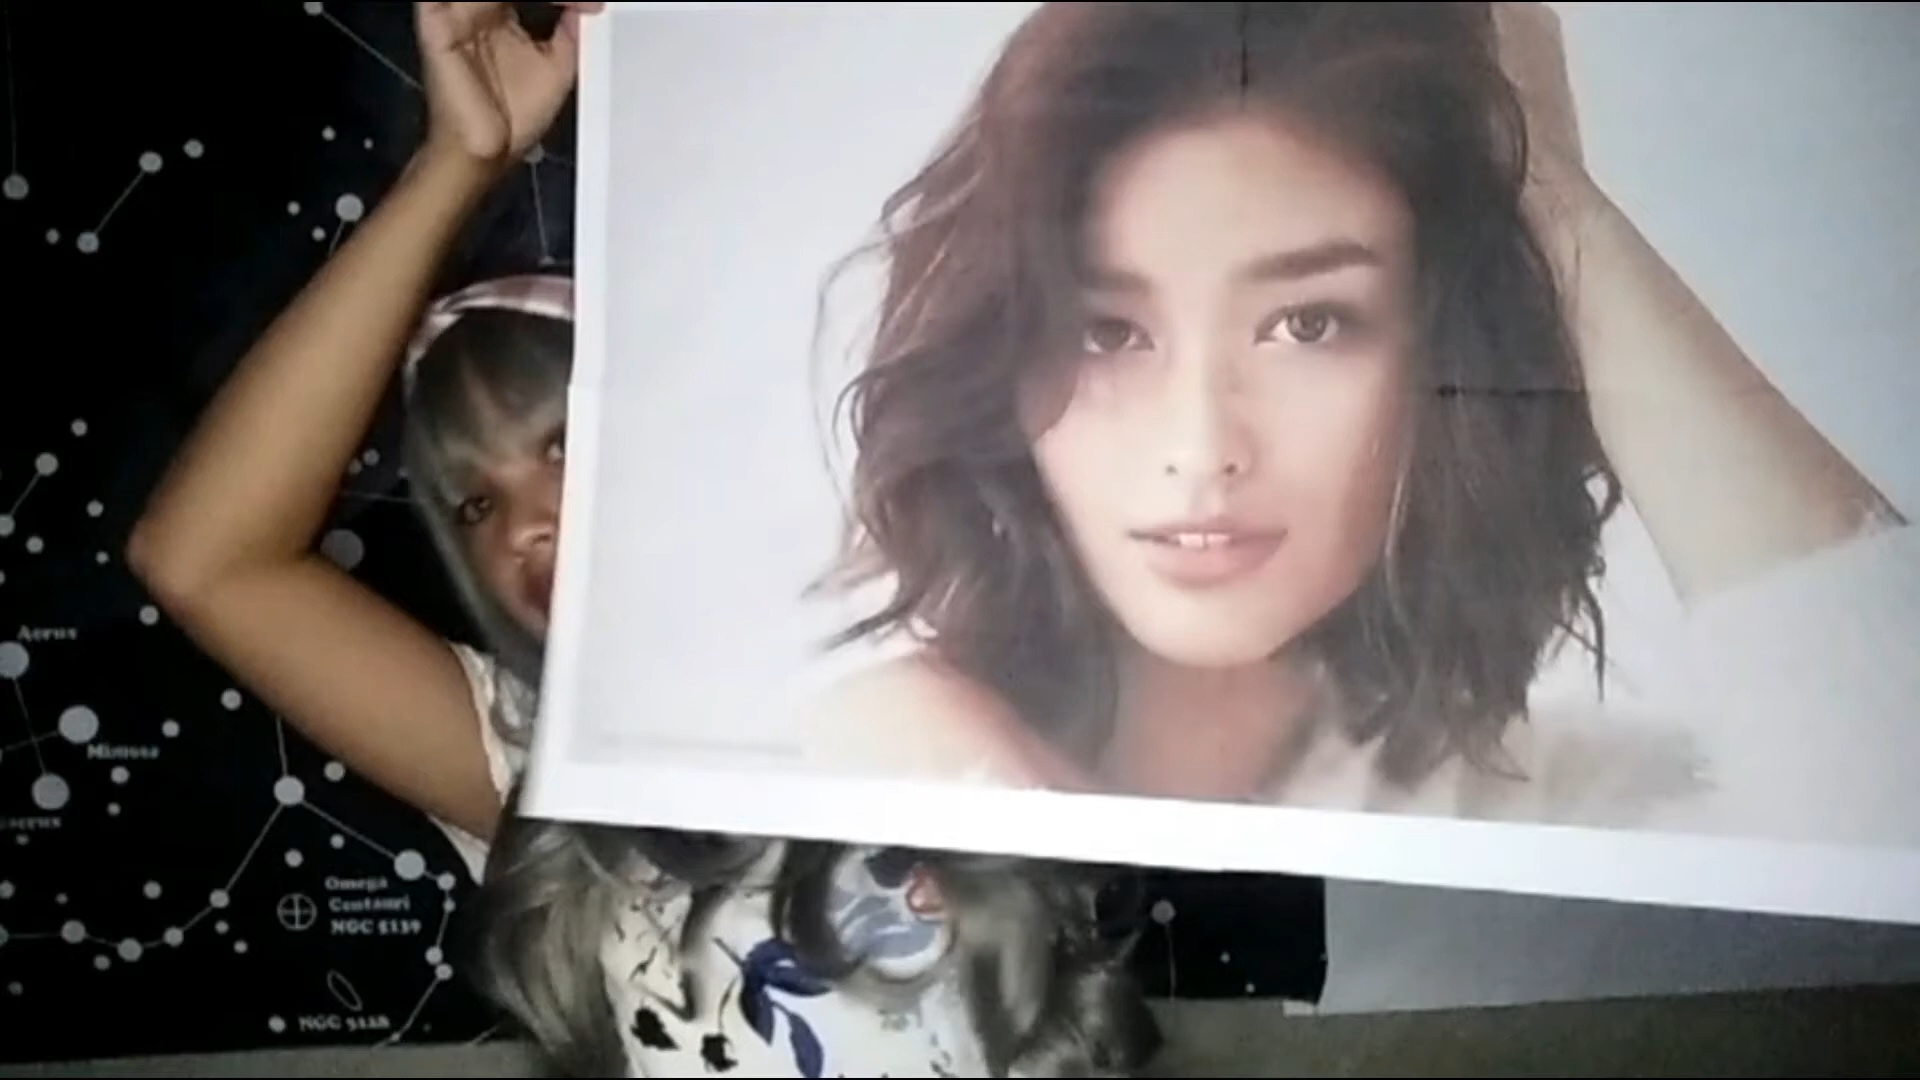 Acrux
Mimosa
Omega
Centauri
NGC 5139
NGC 5128